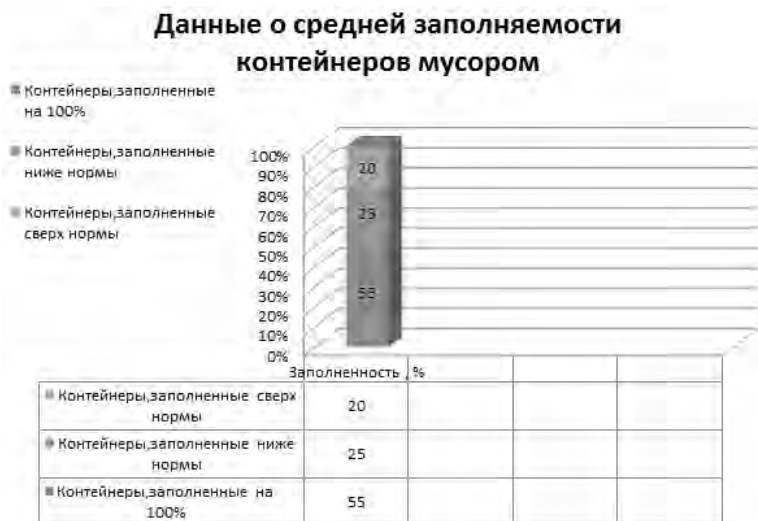 Данные о средней заполняемости
контейнеров мусором
Контейнеры,заполненные
на 100%
Контейнеры,заполненные
ниже нормы
Контейнеры,заполненные
сверх нормы
100%
90%
80%
70%
60%
50%
40%
30%
20%
10%
0%
20
25
55
Заполненность , %
Контейнеры,заполненные сверх
нормы
20
Контейнеры,заполненные ниже
нормы
25
Контейнеры,заполненные на
100%
55